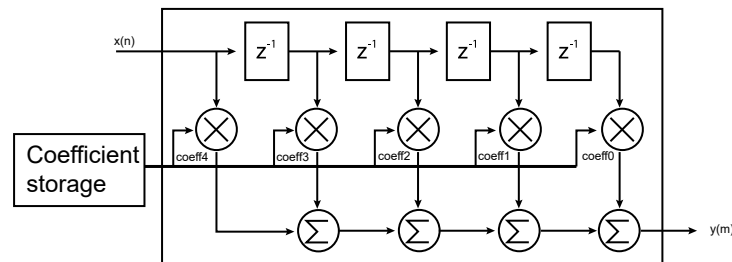 x(n)
z⁻¹
z⁻¹
z⁻¹
z⁻¹
Coefficient
storage
coeff4
coeff3
coeff2
coeff1
coeff0
Σ
Σ
Σ
Σ
y(m)